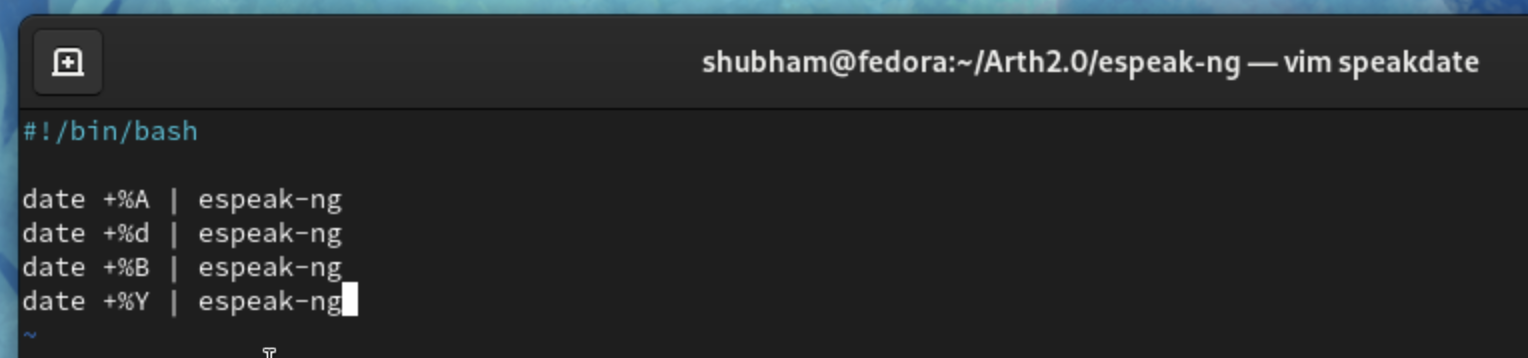 shubham@fedora:~/Arth2.0/espeak-ng — vim speakdate
#!/bin/bash
date +%A | espeak-ng
date +%d | espeak-ng
date +%B | espeak-ng
date +%Y | espeak-ng
~